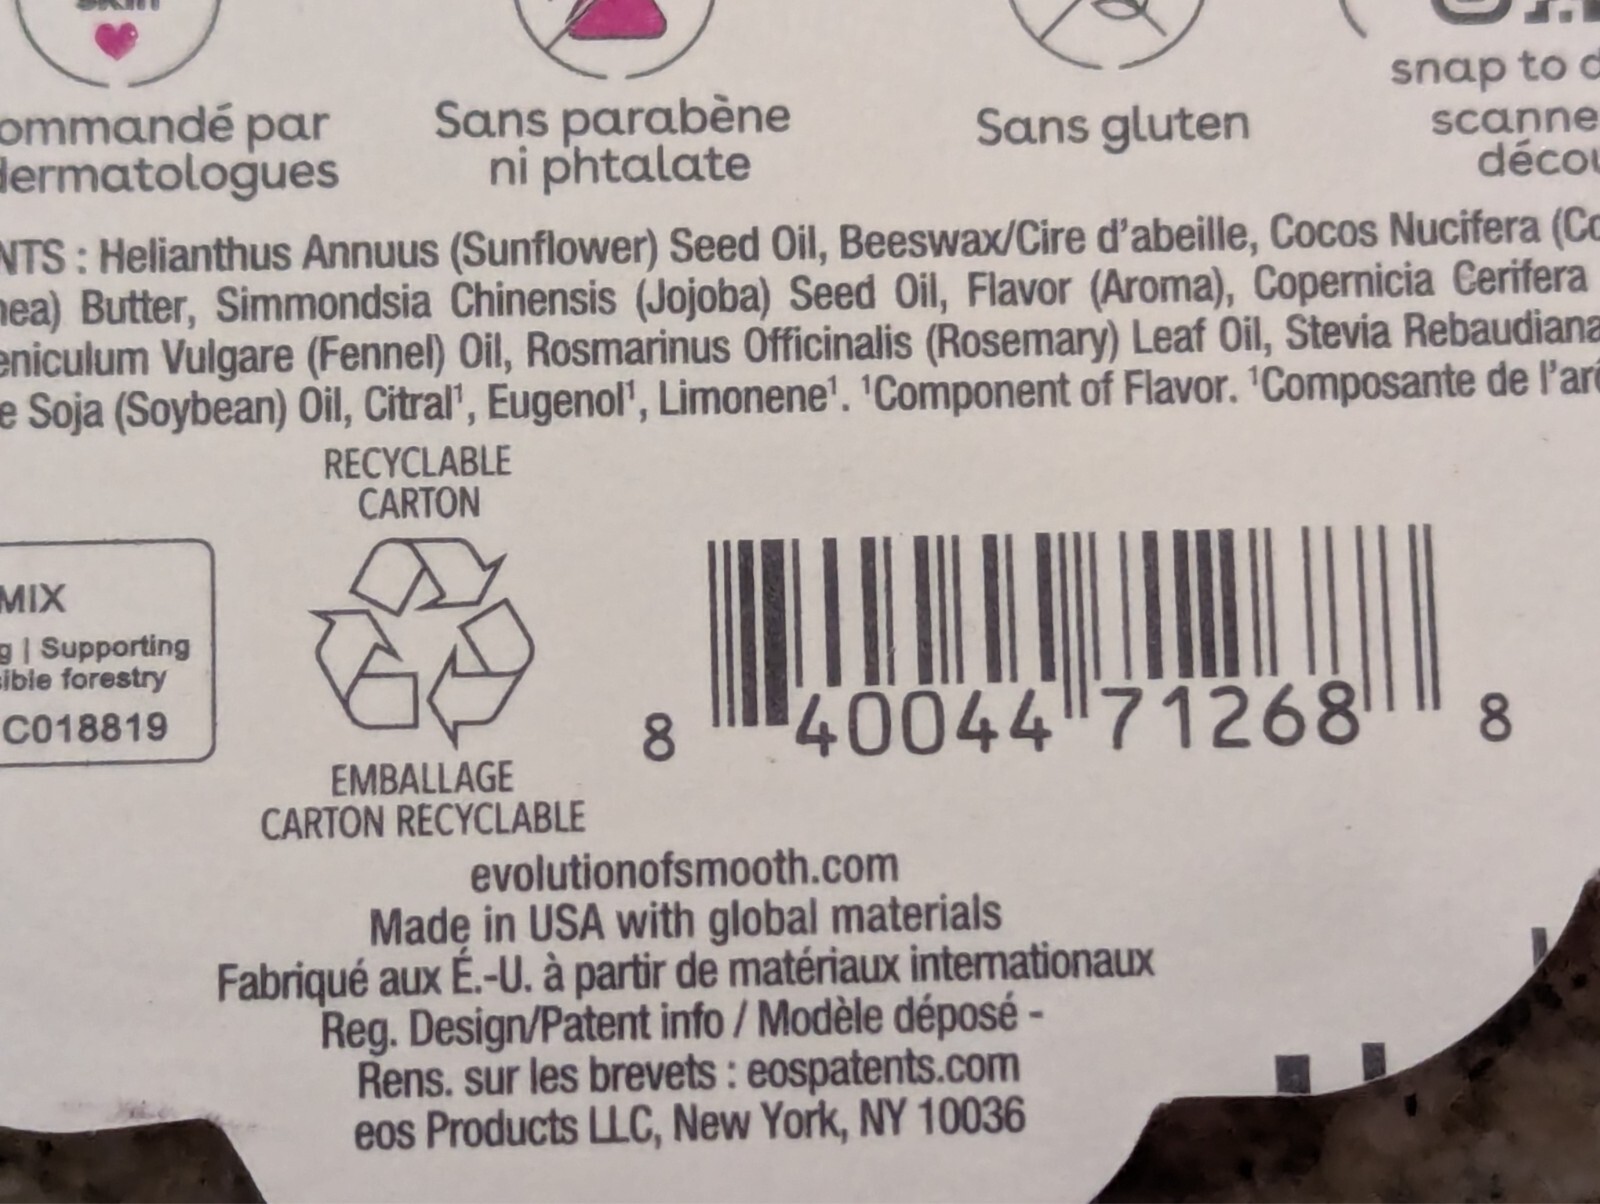 skin
ommandé par
dermatologues
Sans parabène
ni phtalate
Sans gluten
snap to d
scanne
décou
NTS : Helianthus Annuus (Sunflower) Seed Oil, Beeswax/Cire d'abeille, Cocos Nucifera (Co
hea) Butter, Simmondsia Chinensis (Jojoba) Seed Oil, Flavor (Aroma), Copernicia Cerifera
eniculum Vulgare (Fennel) Oil, Rosmarinus Officinalis (Rosemary) Leaf Oil, Stevia Rebaudiana
e Soja (Soybean) Oil, Citral¹, Eugenol¹, Limonene¹. ¹Component of Flavor. ¹Composante de l'arô
RECYCLABLE
CARTON
MIX
g | Supporting
sible forestry
C018819
EMBALLAGE
CARTON RECYCLABLE
8 40044 71268 8
evolutionofsmooth.com
Made in USA with global materials
Fabriqué aux É.-U. à partir de matériaux internationaux
Reg. Design/Patent info / Modèle déposé -
Rens. sur les brevets : eospatents.com
eos Products LLC, New York, NY 10036